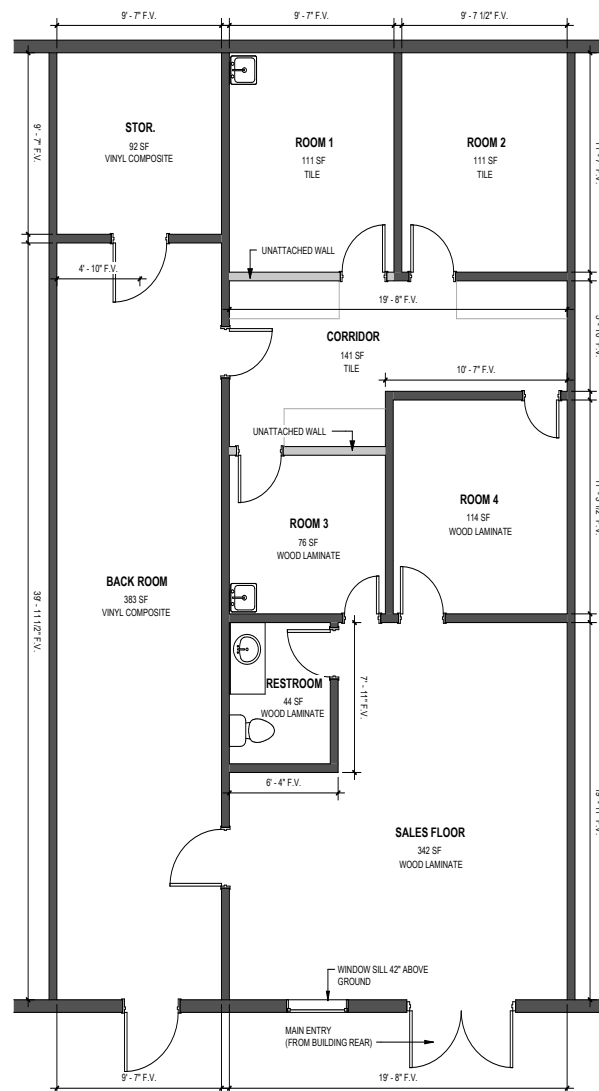 9' - 7" F.V.
9' - 7" F.V.
9' - 7 1/2" F.V.
9' - 7" F.V.
STOR.
92 SF
VINYL COMPOSITE
ROOM 1
111 SF
TILE
ROOM 2
111 SF
TILE
4' - 10" F.V.
UNATTACHED WALL
19' - 8" F.V.
CORRIDOR
141 SF
TILE
10' - 7" F.V.
UNATTACHED WALL
ROOM 3
76 SF
WOOD LAMINATE
ROOM 4
114 SF
WOOD LAMINATE
39' - 11 1/2" F.V.
BACK ROOM
383 SF
VINYL COMPOSITE
RESTROOM
44 SF
WOOD LAMINATE
7' - 11" F.V.
6' - 4" F.V.
SALES FLOOR
342 SF
WOOD LAMINATE
WINDOW SILL 42" ABOVE
GROUND
MAIN ENTRY
(FROM BUILDING REAR)
9' - 7" F.V.
19' - 8" F.V.